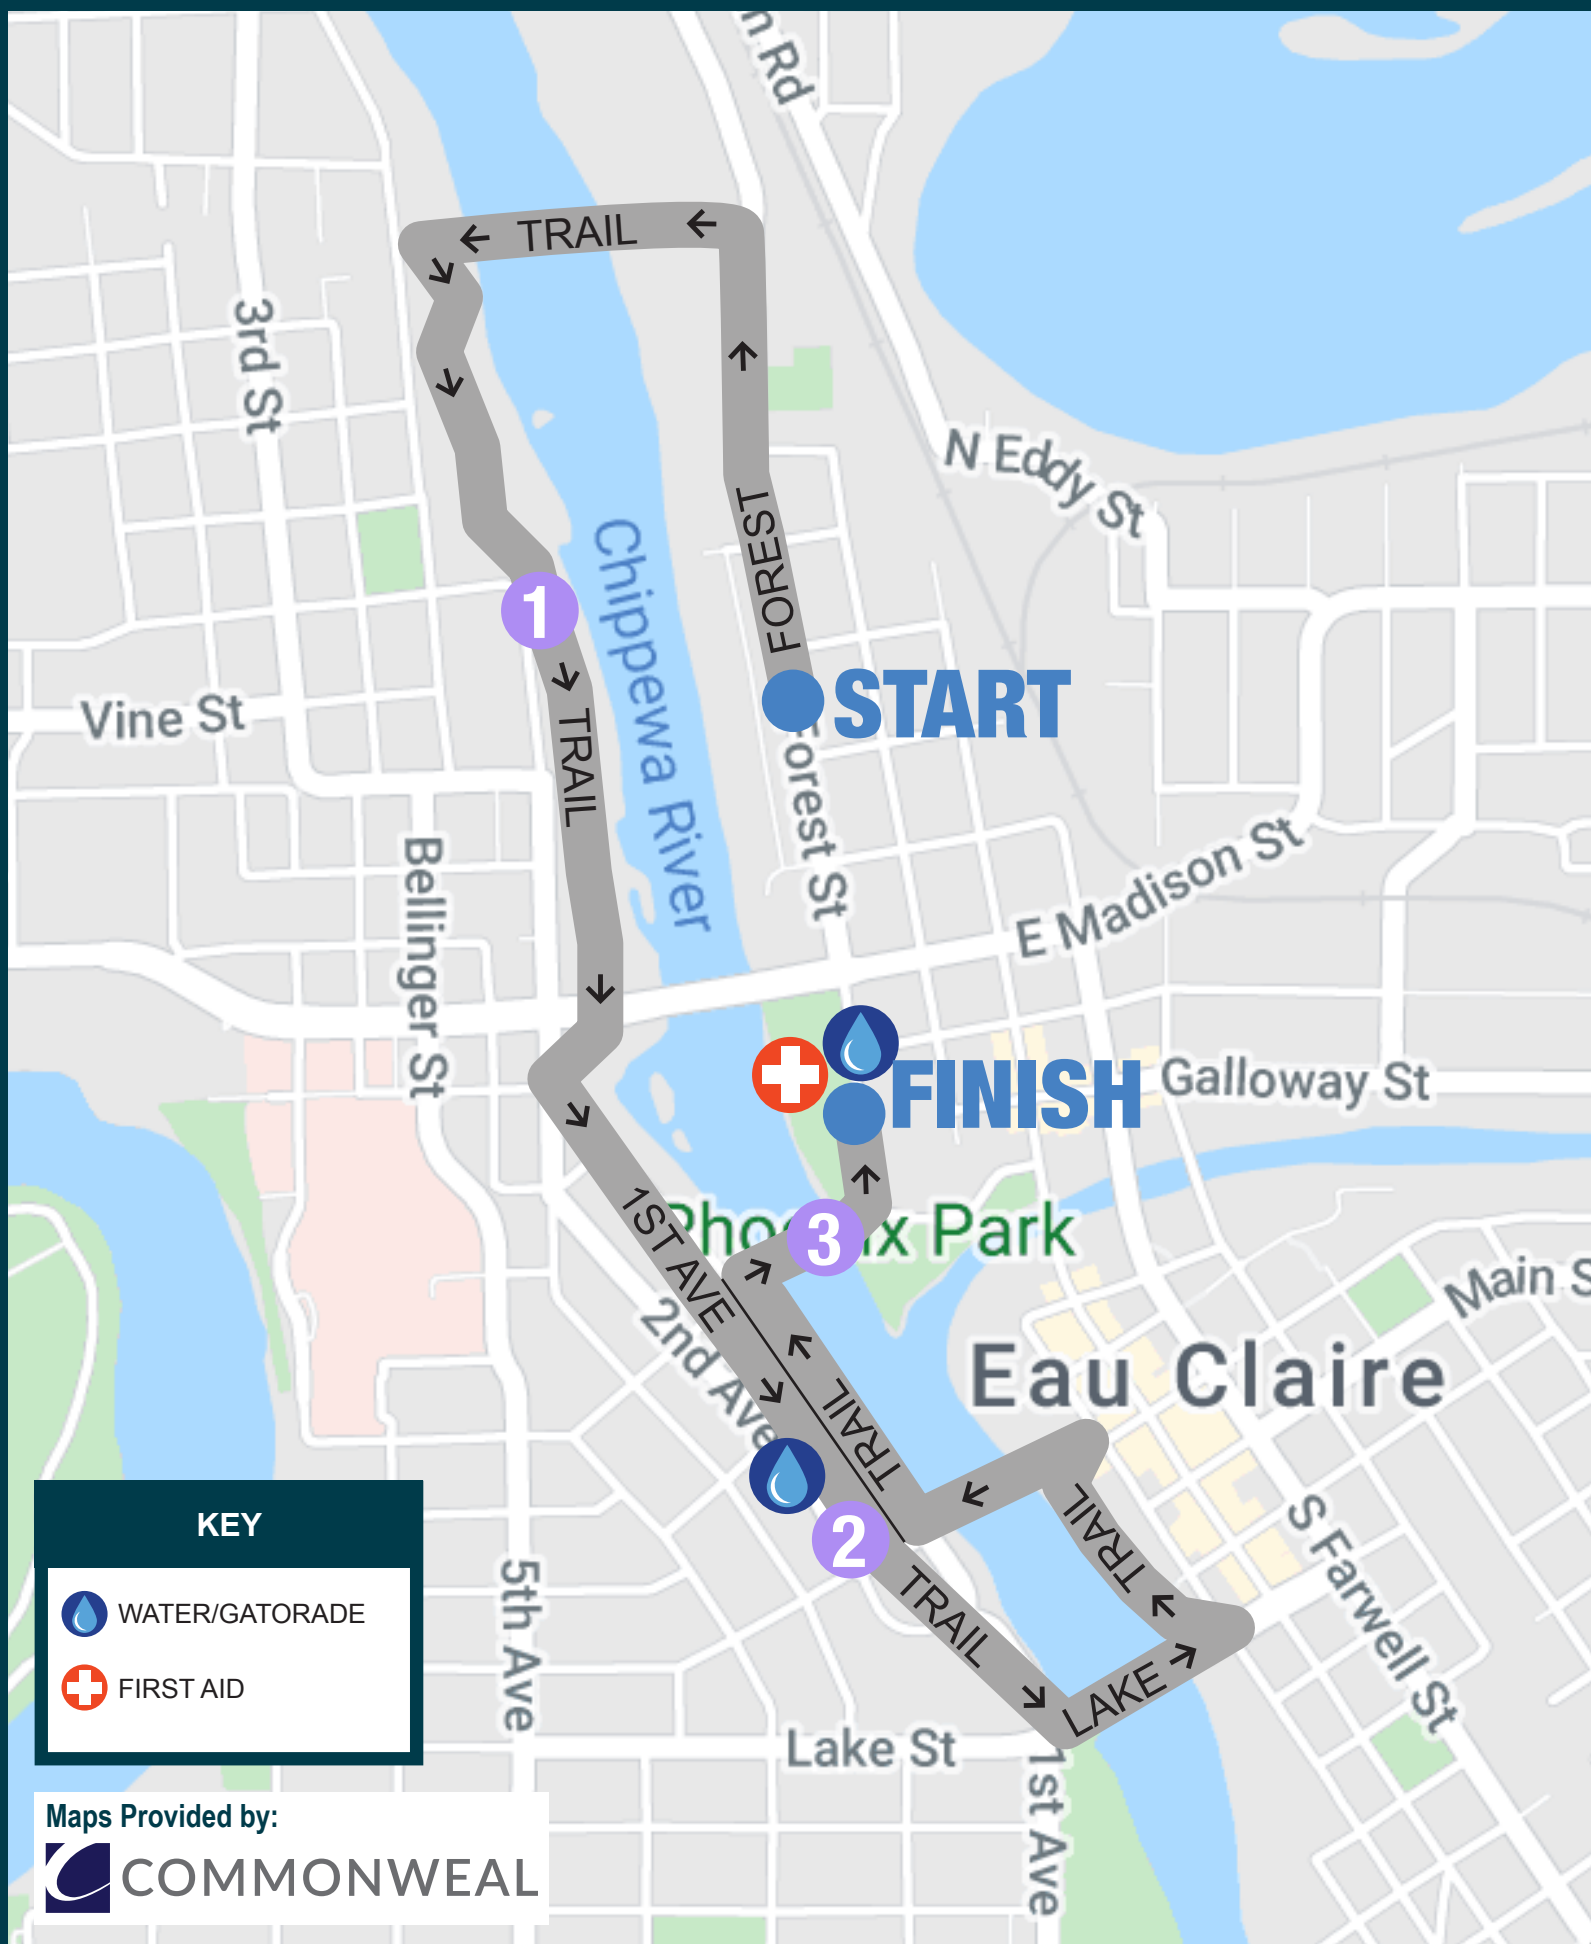 m Rd
TRAIL
3rd St
N Eddy St
FOREST
Chippewa River
1
START
Vine St
TRAIL
Forest St
E Madison St
Bellinger St
FINISH
Galloway St
1ST AVE
Phoenix Park
3
2nd Ave
Main S
Eau Claire
TRAIL
TRAIL
2
S Farwell St
TRAIL
LAKE
5th Ave
Lake St
1st Ave
KEY
WATER/GATORADE
FIRST AID
Maps Provided by:
COMMONWEAL